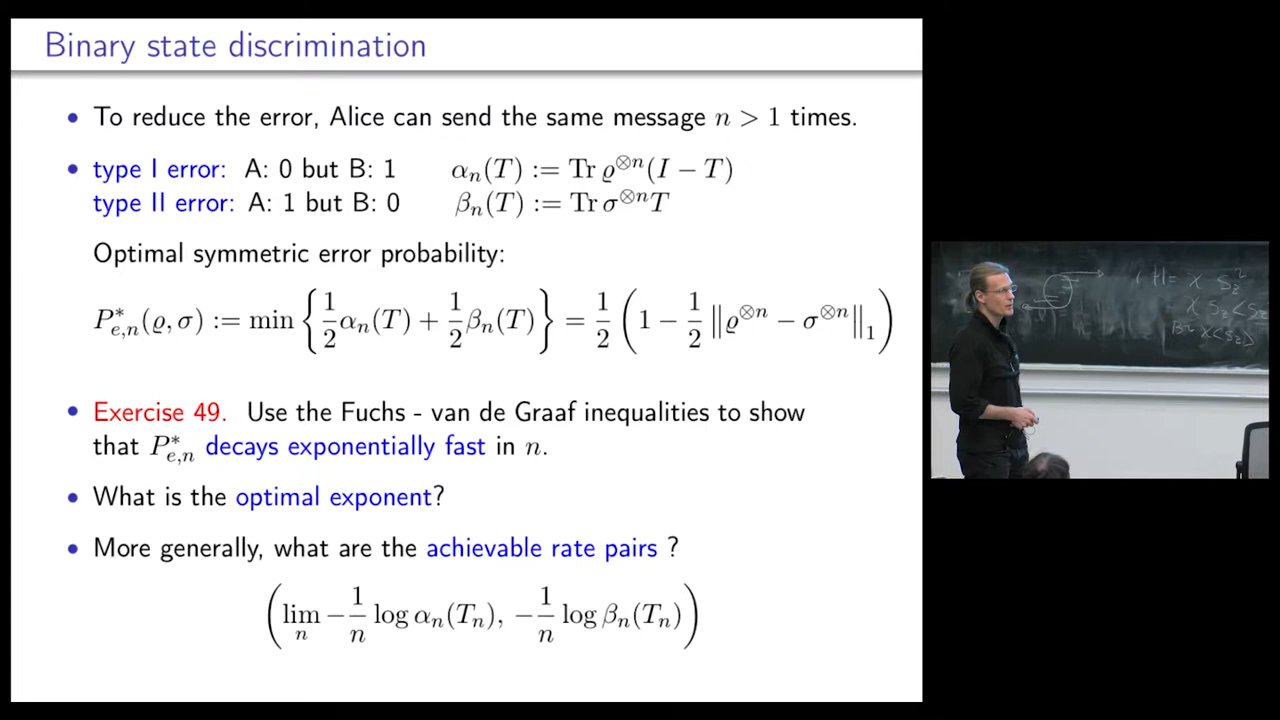 Binary state discrimination
• To reduce the error, Alice can send the same message n > 1 times.
• type I error: A: 0 but B: 1 αₙ(T) := Tr ϱ^{⊗n}(I − T)
type II error: A: 1 but B: 0 βₙ(T) := Tr σ^{⊗n}T
Optimal symmetric error probability:
P*_{e,n}(ϱ, σ) := min { 1/2 αₙ(T) + 1/2 βₙ(T) } = 1/2 ( 1 − 1/2 ‖ϱ^{⊗n} − σ^{⊗n}‖₁ )
• Exercise 49. Use the Fuchs - van de Graaf inequalities to show
that P*_{e,n} decays exponentially fast in n.
• What is the optimal exponent?
• More generally, what are the achievable rate pairs ?
( lim_n − 1/n log αₙ(Tₙ), − 1/n log βₙ(Tₙ) )